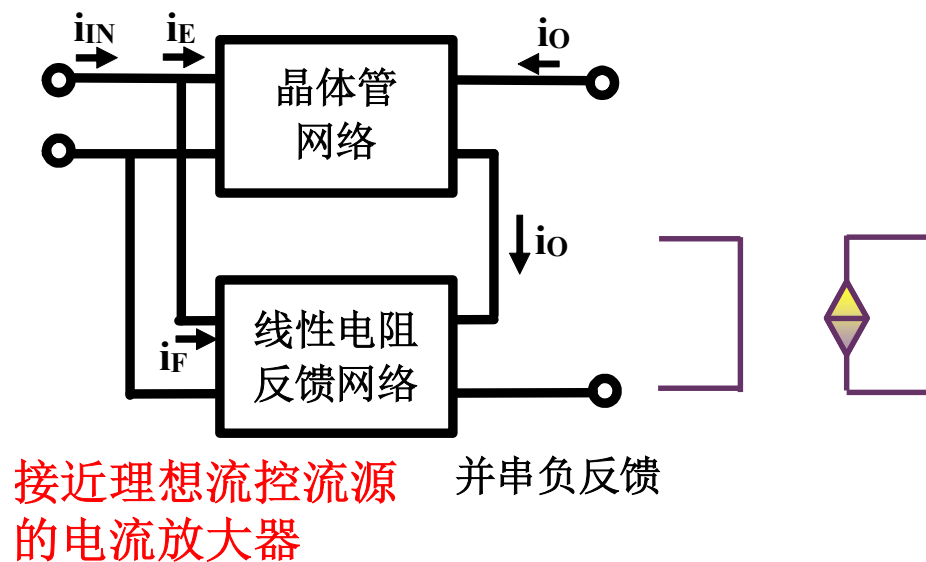 iIN
iE
iO
晶体管
网络
iO
线性电阻
反馈网络
iF
接近理想流控流源
的电流放大器
并串负反馈